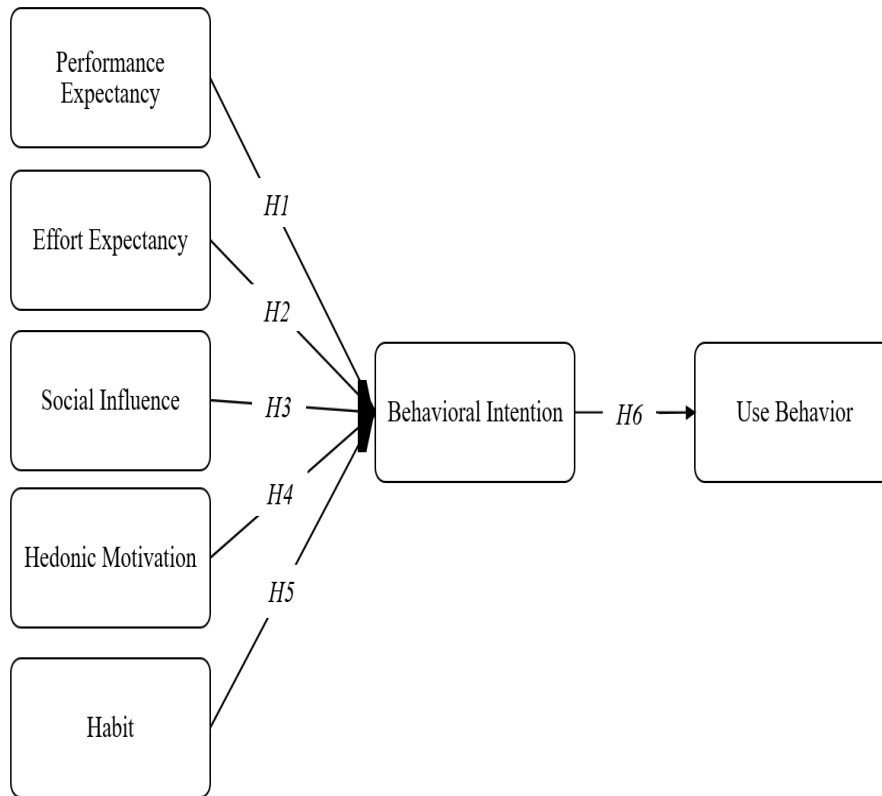 Performance
Expectancy
H1
Effort Expectancy
H2
Social Influence
H3
Behavioral Intention
H6
Use Behavior
H4
Hedonic Motivation
H5
Habit